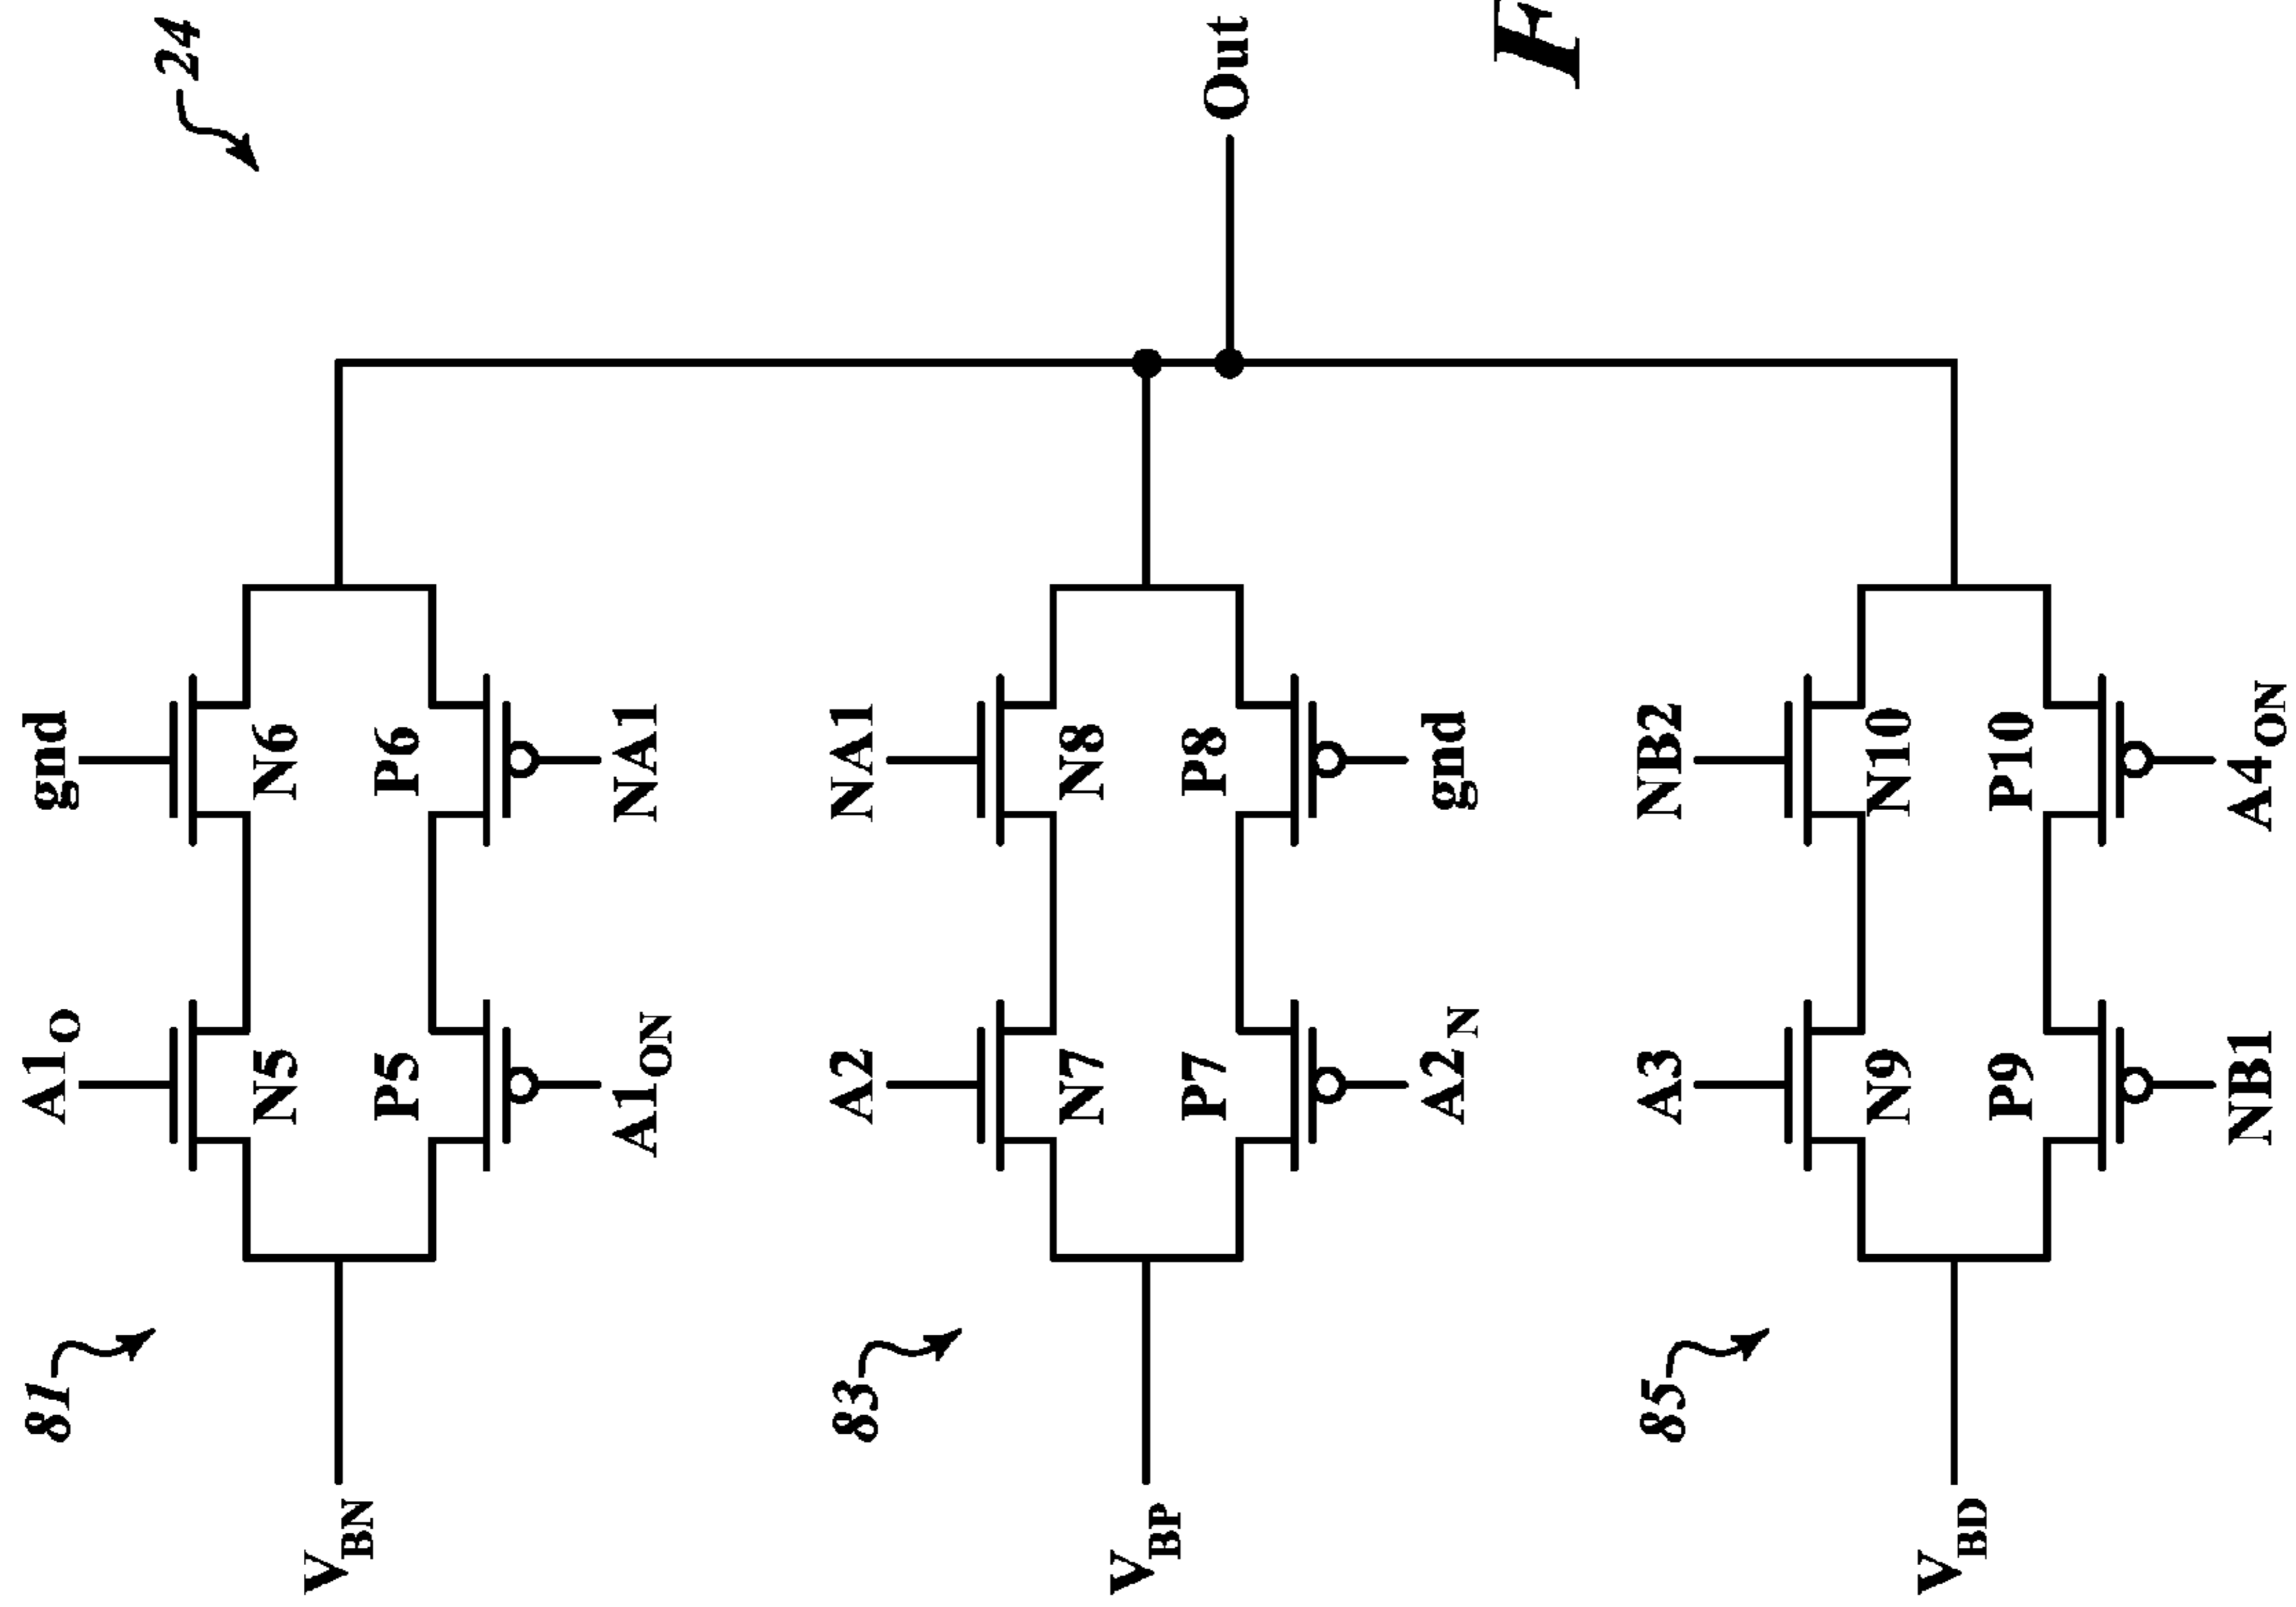 24
81
A1O
gnd
N5
N6
P5
P6
A1ON
NA1
VBN
83
A2
NA1
N7
N8
P7
P8
A2N
gnd
VBP
Out
85
A3
NB2
N9
N10
P9
P10
NB1
A4ON
VBD
F